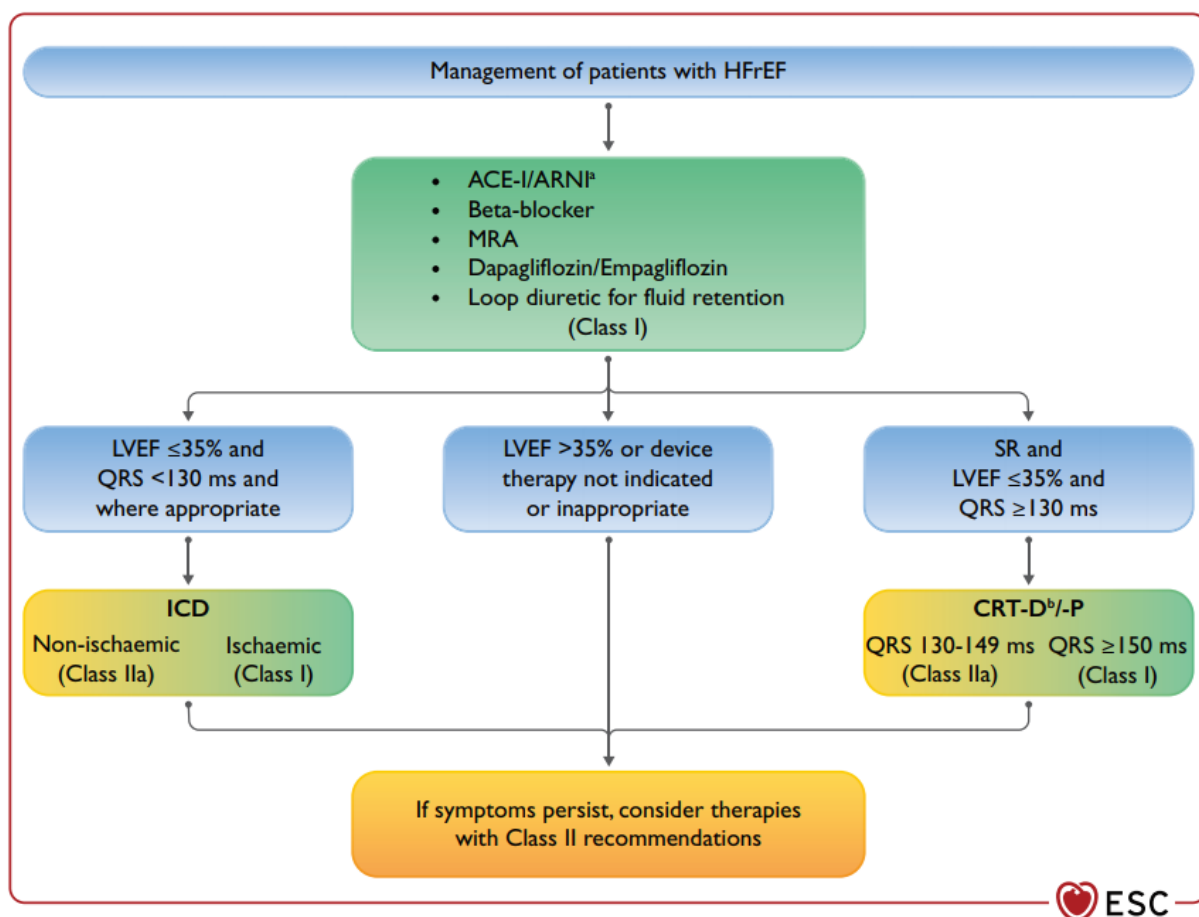 Management of patients with HFrEF
• ACE-I/ARNIᵃ
• Beta-blocker
• MRA
• Dapagliflozin/Empagliflozin
• Loop diuretic for fluid retention
(Class I)
LVEF ≤35% and
QRS <130 ms and
where appropriate
LVEF >35% or device
therapy not indicated
or inappropriate
SR and
LVEF ≤35% and
QRS ≥130 ms
ICD
Non-ischaemic
(Class IIa)
Ischaemic
(Class I)
CRT-Dᵇ/-P
QRS 130-149 ms
(Class IIa)
QRS ≥150 ms
(Class I)
If symptoms persist, consider therapies
with Class II recommendations
ESC